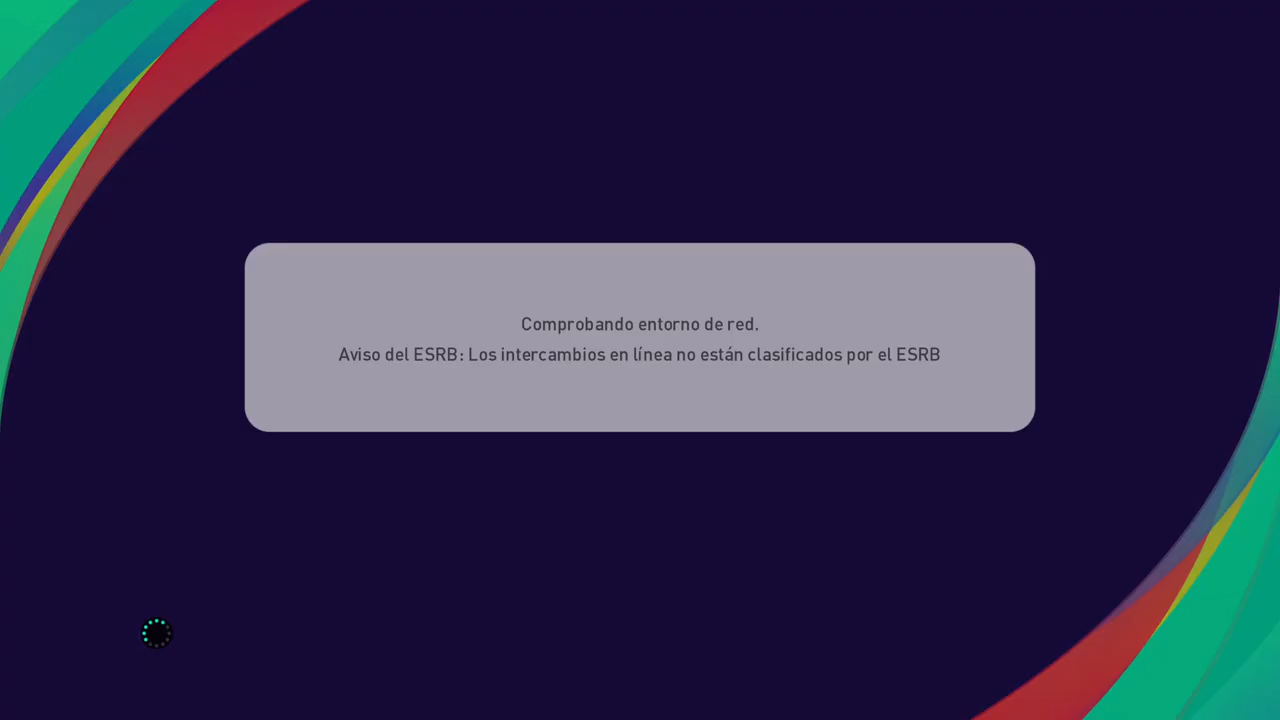 Comprobando entorno de red.
Aviso del ESRB: Los intercambios en línea no están clasificados por el ESRB